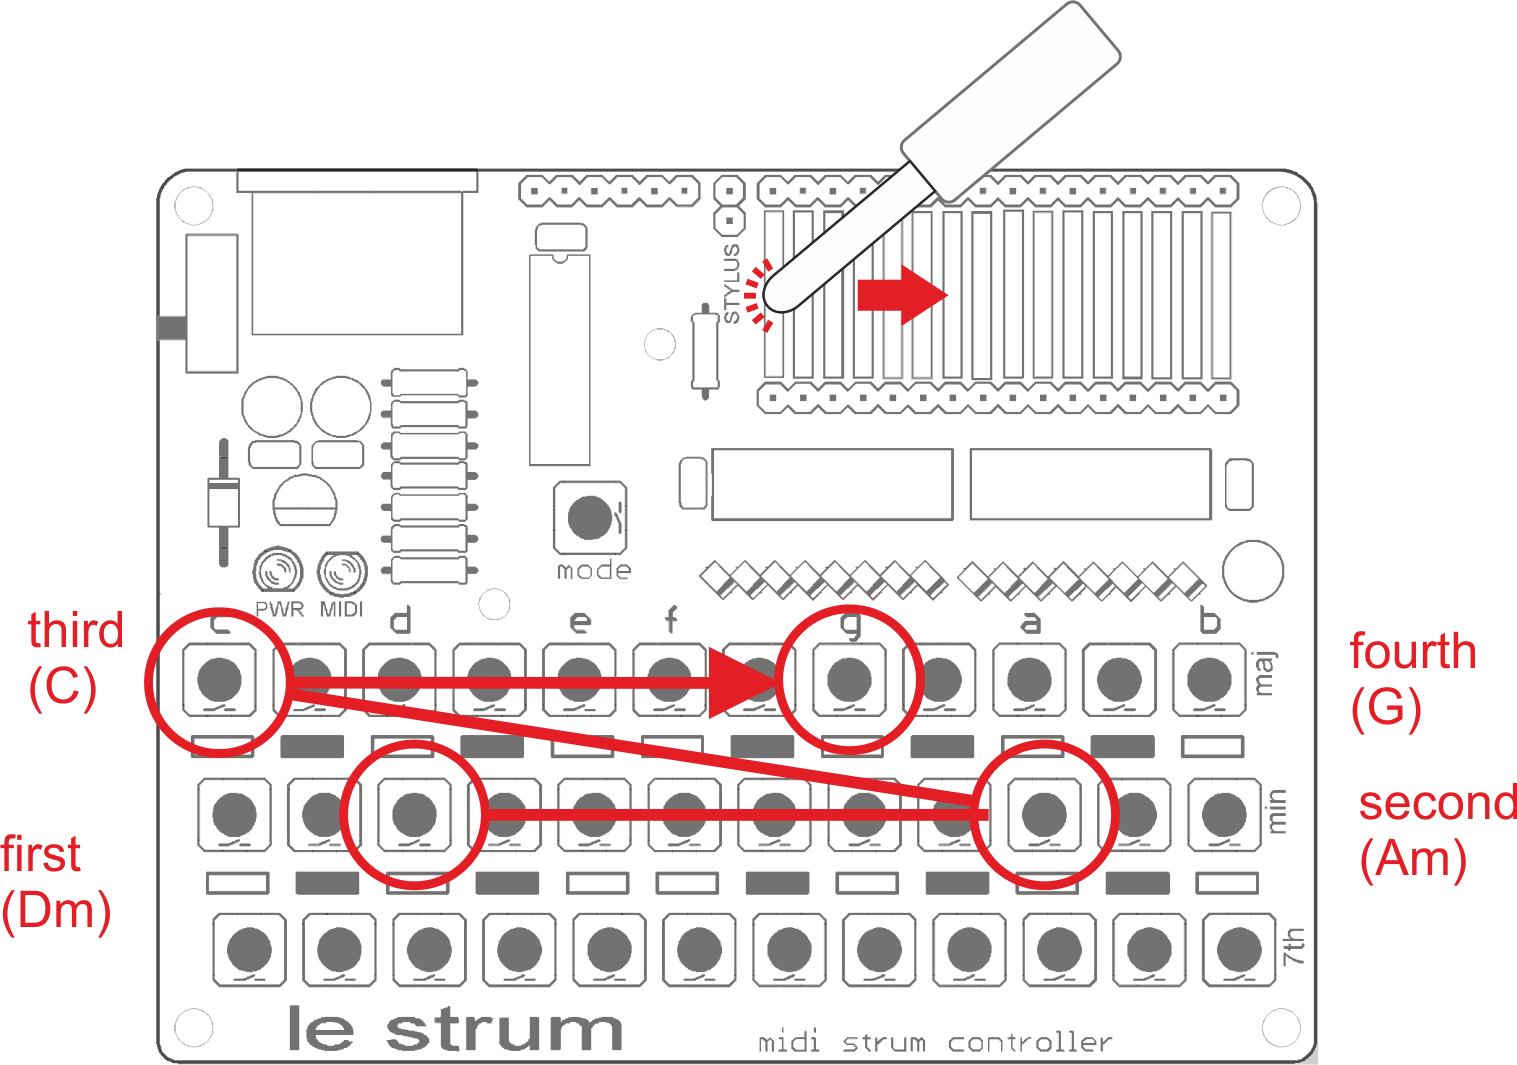 STYLUS
mode
PWR MIDI
c d e f g a b
third
(C)
maj
fourth
(G)
min
second
(Am)
first
(Dm)
7th
le strum
midi strum controller